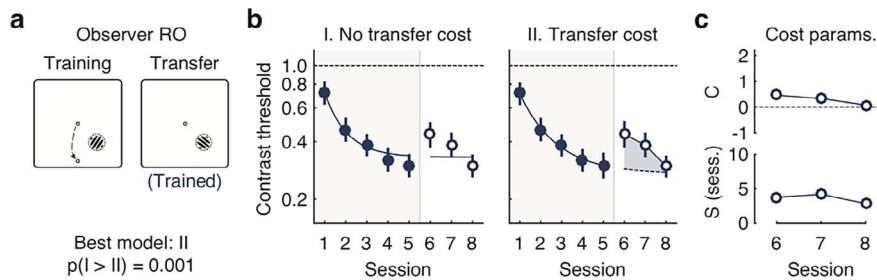 a
Observer RO
Training Transfer
(Trained)
Best model: II
p(I > II) = 0.001
b
I. No transfer cost
II. Transfer cost
Contrast threshold
1.0
0.8
0.6
0.4
0.2
1 2 3 4 5 6 7 8
Session
1 2 3 4 5 6 7 8
Session
c
Cost params.
C
2
1
0
-1
S (sess.)
10
5
0
6 7 8
Session